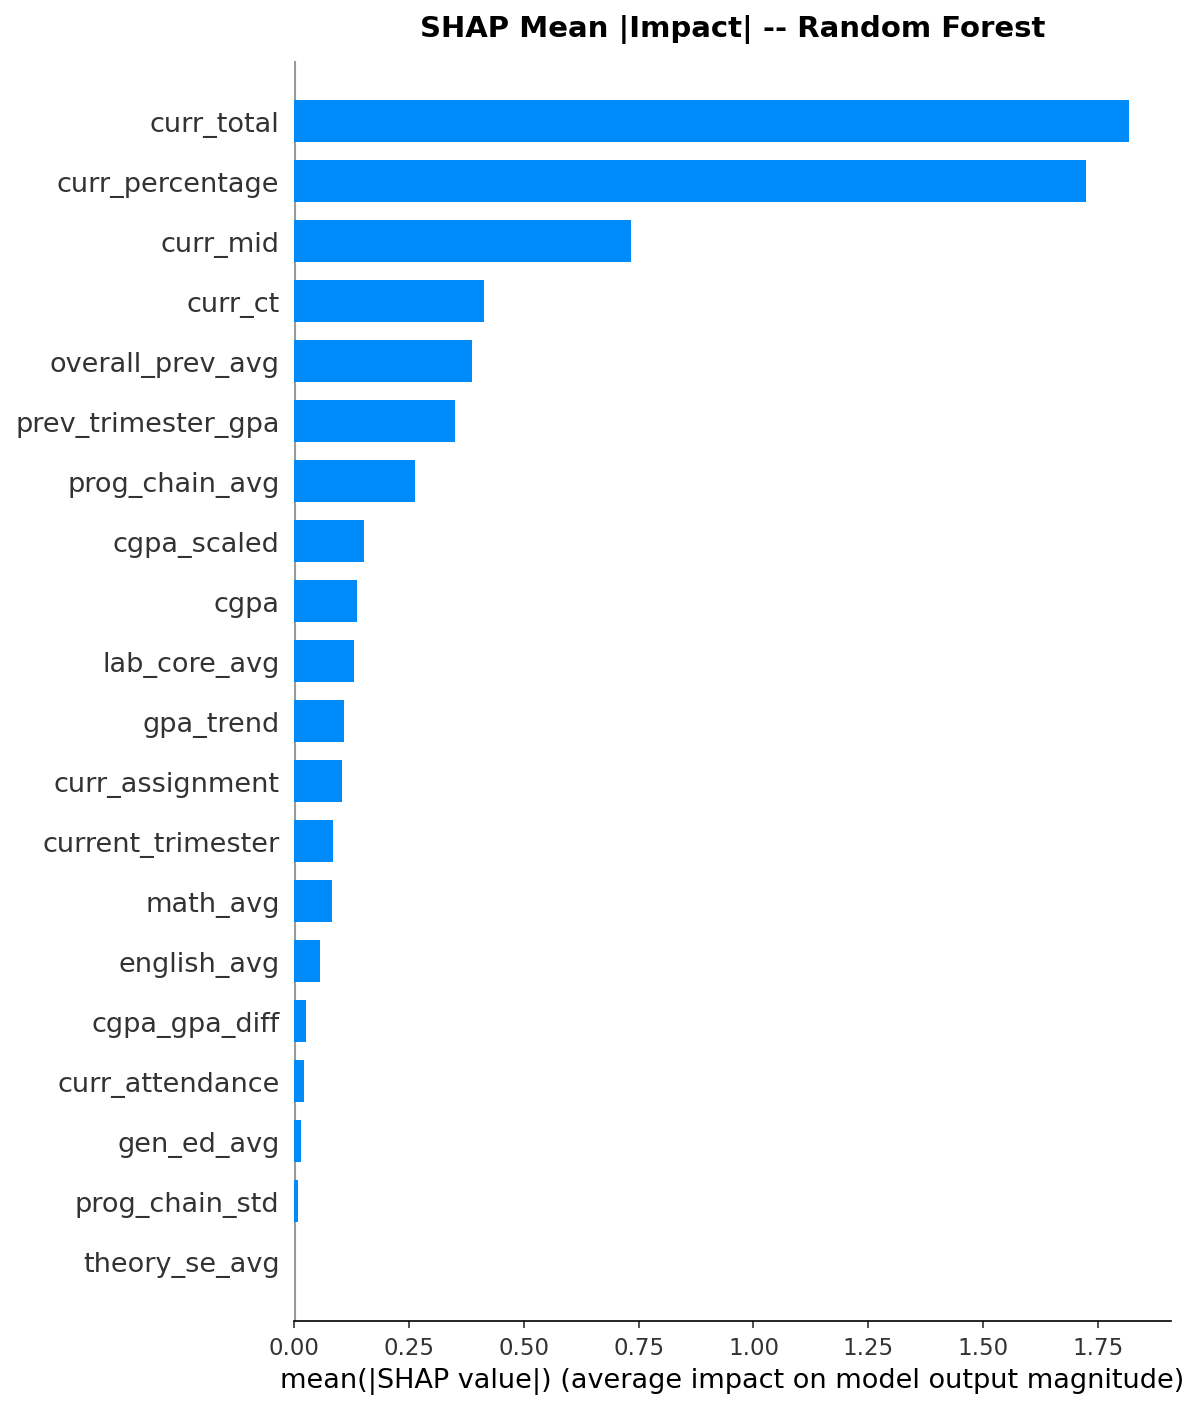 SHAP Mean |Impact| -- Random Forest
curr_total
curr_percentage
curr_mid
curr_ct
overall_prev_avg
prev_trimester_gpa
prog_chain_avg
cgpa_scaled
cgpa
lab_core_avg
gpa_trend
curr_assignment
current_trimester
math_avg
english_avg
cgpa_gpa_diff
curr_attendance
gen_ed_avg
prog_chain_std
theory_se_avg
0.00 0.25 0.50 0.75 1.00 1.25 1.50 1.75
mean(|SHAP value|) (average impact on model output magnitude)